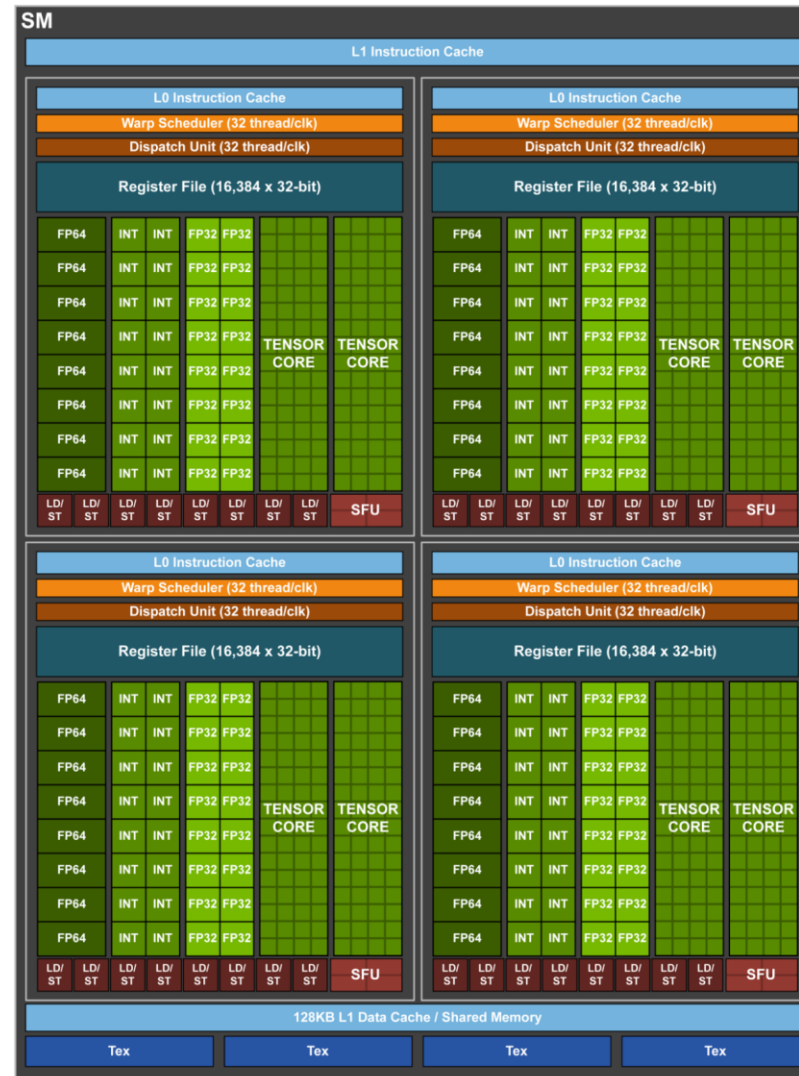 SM
L1 Instruction Cache
L0 Instruction Cache
Warp Scheduler (32 thread/clk)
Dispatch Unit (32 thread/clk)
Register File (16,384 x 32-bit)
FP64 INT INT FP32 FP32
FP64 INT INT FP32 FP32
FP64 INT INT FP32 FP32
FP64 INT INT FP32 FP32
FP64 INT INT FP32 FP32
FP64 INT INT FP32 FP32
FP64 INT INT FP32 FP32
FP64 INT INT FP32 FP32
TENSOR CORE
TENSOR CORE
LD/ST LD/ST LD/ST LD/ST LD/ST LD/ST LD/ST LD/ST SFU
L0 Instruction Cache
Warp Scheduler (32 thread/clk)
Dispatch Unit (32 thread/clk)
Register File (16,384 x 32-bit)
FP64 INT INT FP32 FP32
FP64 INT INT FP32 FP32
FP64 INT INT FP32 FP32
FP64 INT INT FP32 FP32
FP64 INT INT FP32 FP32
FP64 INT INT FP32 FP32
FP64 INT INT FP32 FP32
FP64 INT INT FP32 FP32
TENSOR CORE
TENSOR CORE
LD/ST LD/ST LD/ST LD/ST LD/ST LD/ST LD/ST LD/ST SFU
L0 Instruction Cache
Warp Scheduler (32 thread/clk)
Dispatch Unit (32 thread/clk)
Register File (16,384 x 32-bit)
FP64 INT INT FP32 FP32
FP64 INT INT FP32 FP32
FP64 INT INT FP32 FP32
FP64 INT INT FP32 FP32
FP64 INT INT FP32 FP32
FP64 INT INT FP32 FP32
FP64 INT INT FP32 FP32
FP64 INT INT FP32 FP32
TENSOR CORE
TENSOR CORE
LD/ST LD/ST LD/ST LD/ST LD/ST LD/ST LD/ST LD/ST SFU
L0 Instruction Cache
Warp Scheduler (32 thread/clk)
Dispatch Unit (32 thread/clk)
Register File (16,384 x 32-bit)
FP64 INT INT FP32 FP32
FP64 INT INT FP32 FP32
FP64 INT INT FP32 FP32
FP64 INT INT FP32 FP32
FP64 INT INT FP32 FP32
FP64 INT INT FP32 FP32
FP64 INT INT FP32 FP32
FP64 INT INT FP32 FP32
TENSOR CORE
TENSOR CORE
LD/ST LD/ST LD/ST LD/ST LD/ST LD/ST LD/ST LD/ST SFU
128KB L1 Data Cache / Shared Memory
Tex Tex Tex Tex